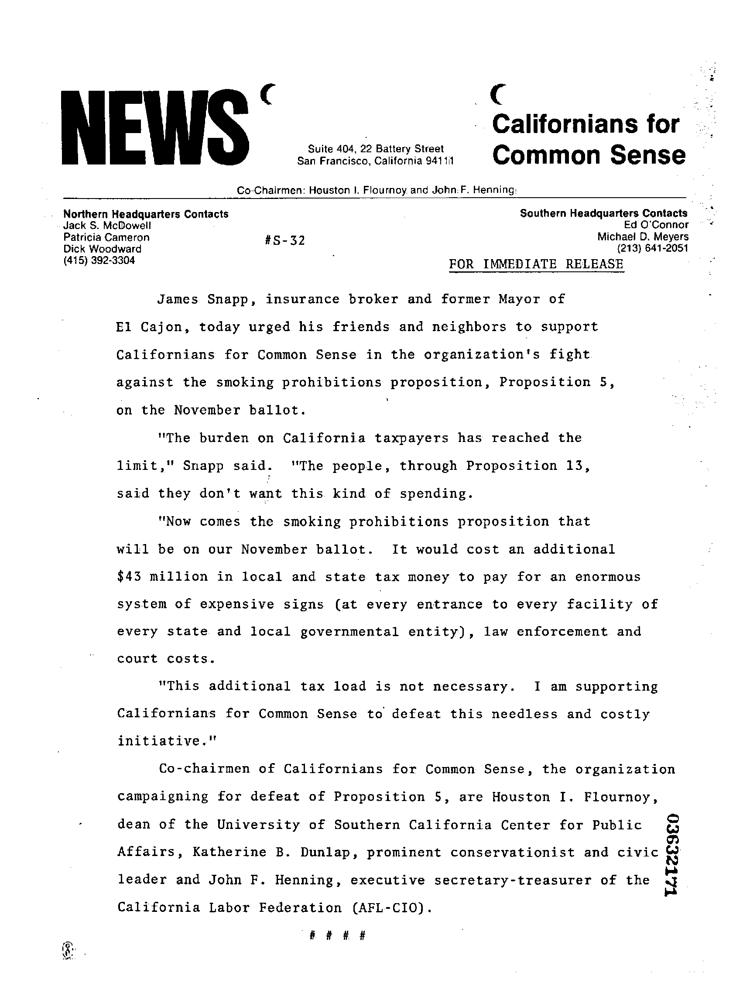 NEWS
Californians for
Common Sense
Suite 404, 22 Battery Street
San Francisco, California 94111
Co-Chairmen: Houston I. Flournoy and John F. Henning
Northern Headquarters Contacts
Jack S. McDowell
Patricia Cameron
Dick Woodward
(415) 392-3304
#S-32
Southern Headquarters Contacts
Ed O'Connor
Michael D. Meyers
(213) 641-2051
FOR IMMEDIATE RELEASE
James Snapp, insurance broker and former Mayor of
El Cajon, today urged his friends and neighbors to support
Californians for Common Sense in the organization's fight
against the smoking prohibitions proposition, Proposition 5,
on the November ballot.
"The burden on California taxpayers has reached the
limit," Snapp said. "The people, through Proposition 13,
said they don't want this kind of spending.
"Now comes the smoking prohibitions proposition that
will be on our November ballot. It would cost an additional
$43 million in local and state tax money to pay for an enormous
system of expensive signs (at every entrance to every facility of
every state and local governmental entity), law enforcement and
court costs.
"This additional tax load is not necessary. I am supporting
Californians for Common Sense to defeat this needless and costly
initiative."
Co-chairmen of Californians for Common Sense, the organization
campaigning for defeat of Proposition 5, are Houston I. Flournoy,
dean of the University of Southern California Center for Public
Affairs, Katherine B. Dunlap, prominent conservationist and civic
leader and John F. Henning, executive secretary-treasurer of the
California Labor Federation (AFL-CIO).
# # # #
03632171